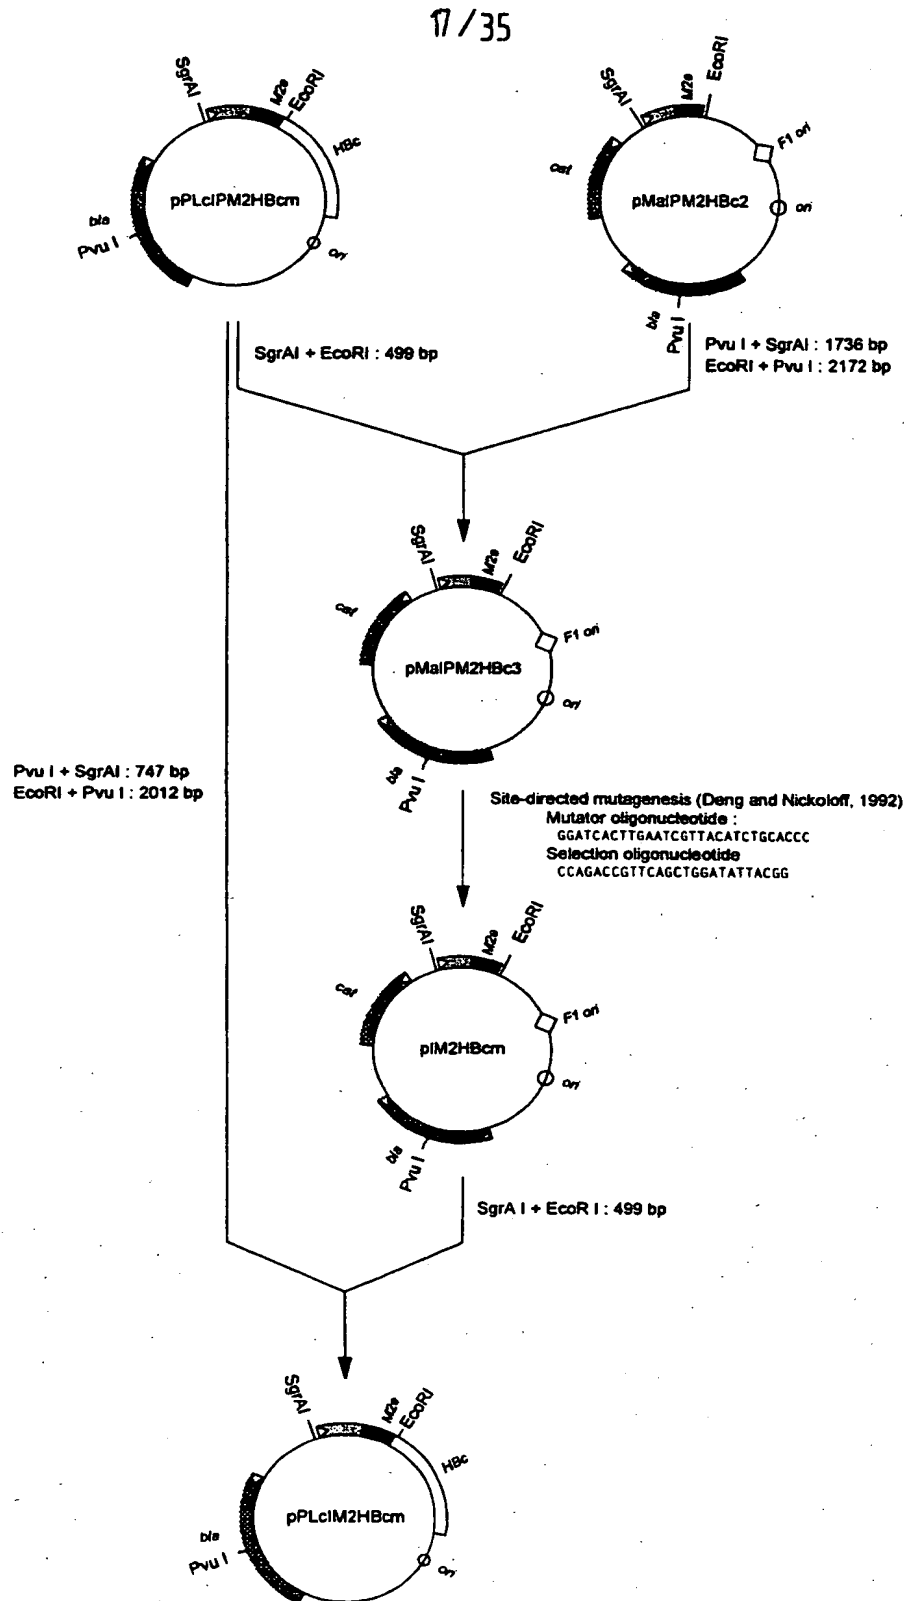 17/35
SgrAI
M2e
EcoRI
HBc
pPLcIPM2HBcm
bla
Pvu I
ori
SgrAI
M2e
EcoRI
F1 ori
cat
pMaIPM2HBc2
ori
bla
Pvu I
SgrAI + EcoRI : 499 bp
Pvu I + SgrAI : 1736 bp
EcoRI + Pvu I : 2172 bp
SgrAI
M2e
EcoRI
cat
F1 ori
pMaIPM2HBc3
ori
bla
Pvu I
Pvu I + SgrAI : 747 bp
EcoRI + Pvu I : 2012 bp
Site-directed mutagenesis (Deng and Nickoloff, 1992)
Mutator oligonucleotide :
GGATCACTTGAATCGTTACATCTGCACCC
Selection oligonucleotide
CCAGACCGTTCAGCTGGATATTACGG
SgrAI
M2e
EcoRI
cat
F1 ori
pIM2HBcm
ori
bla
Pvu I
SgrA I + EcoR I : 499 bp
SgrAI
M2e
EcoRI
HBc
pPLcIM2HBcm
bla
Pvu I
ori